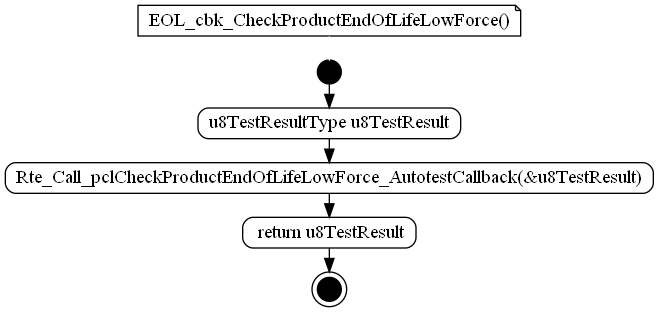 EOL_cbk_CheckProductEndOfLifeLowForce()
u8TestResultType u8TestResult
Rte_Call_pclCheckProductEndOfLifeLowForce_AutotestCallback(&u8TestResult)
return u8TestResult